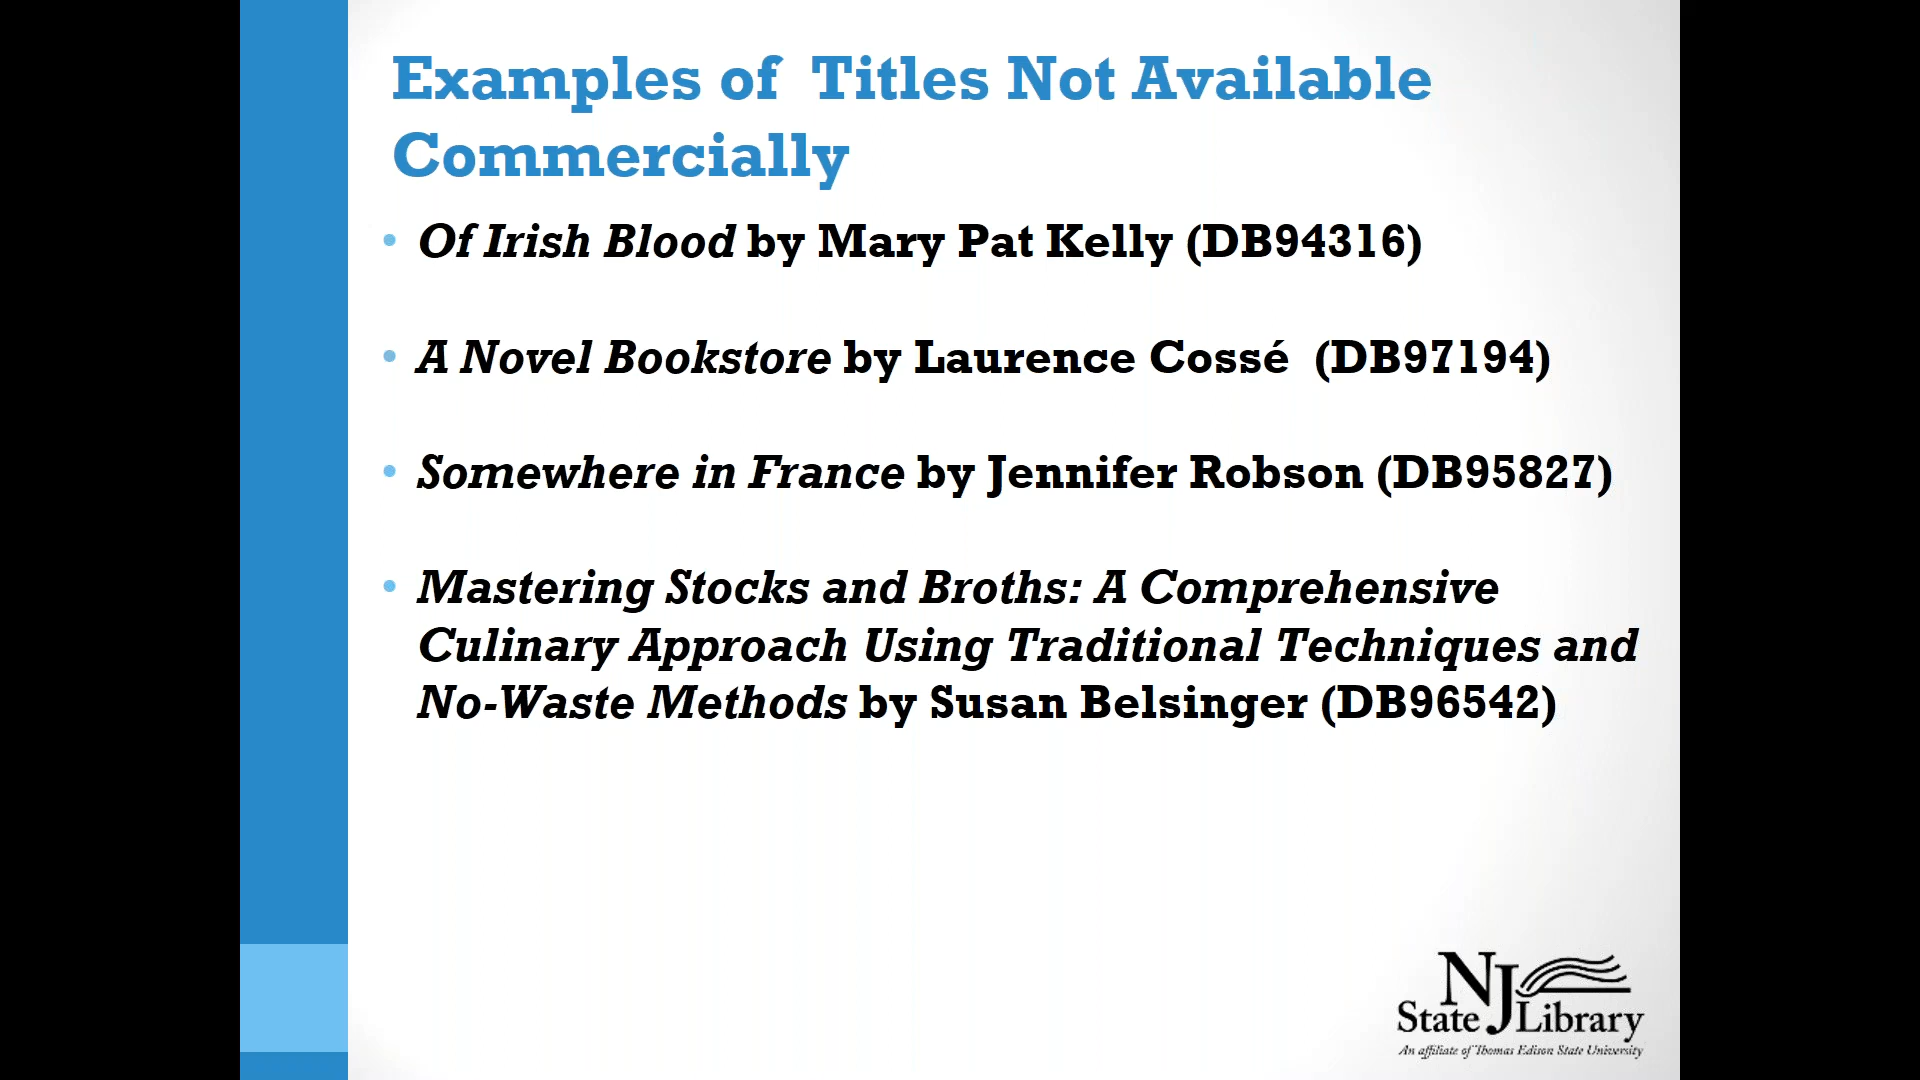 Examples of Titles Not Available
Commercially
• Of Irish Blood by Mary Pat Kelly (DB94316)
• A Novel Bookstore by Laurence Cossé (DB97194)
• Somewhere in France by Jennifer Robson (DB95827)
• Mastering Stocks and Broths: A Comprehensive
Culinary Approach Using Traditional Techniques and
No-Waste Methods by Susan Belsinger (DB96542)
NJ
State Library
An affiliate of Thomas Edison State University